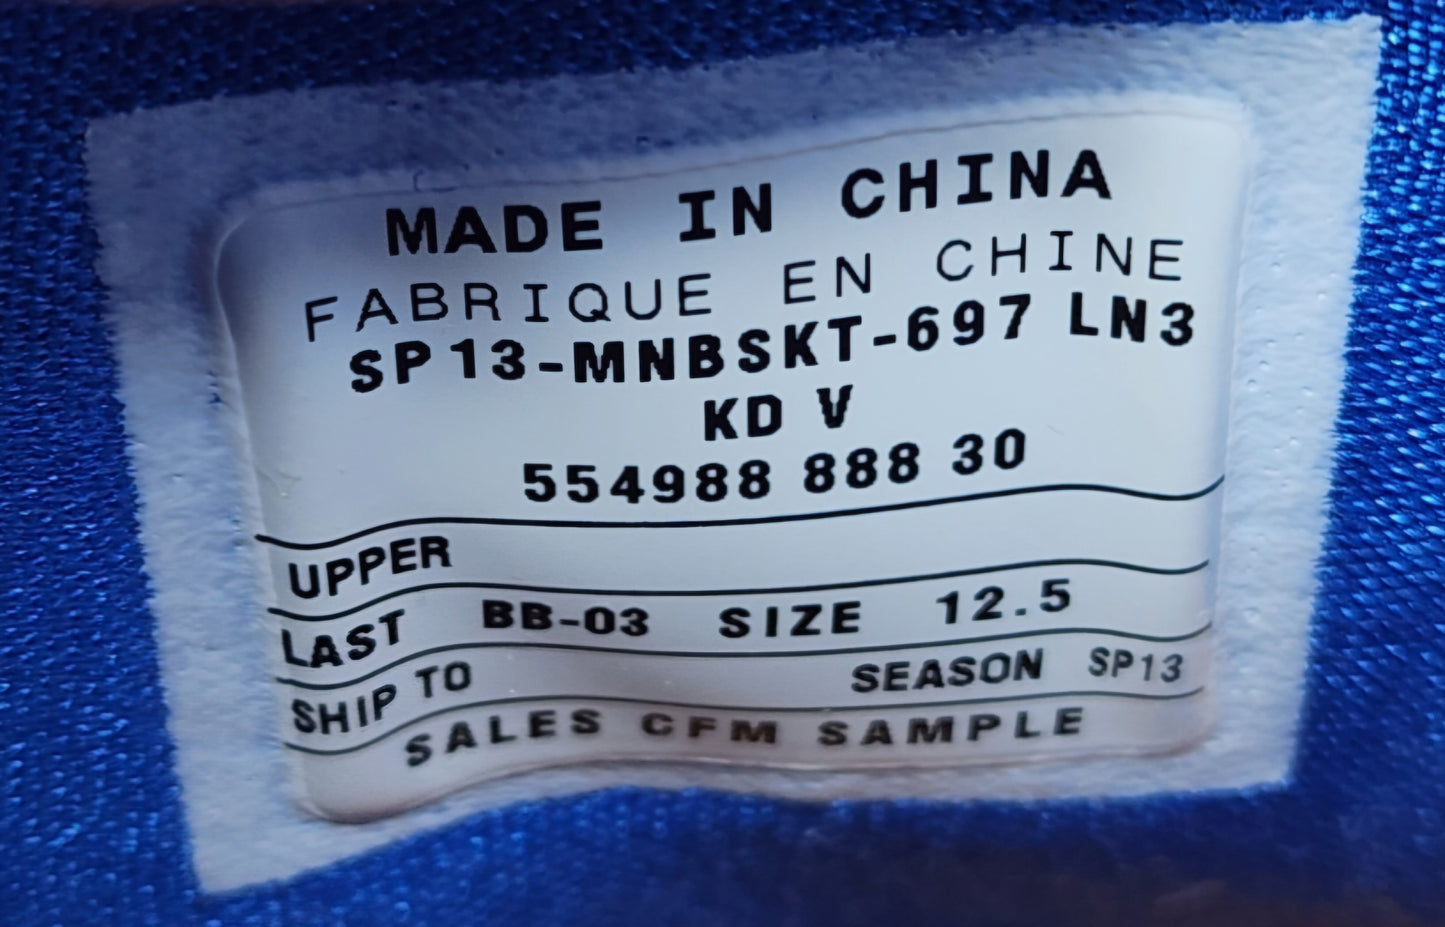 MADE IN CHINA
FABRIQUE EN CHINE
SP13-MNBSKT-697 LN3
KD V
554988 888 30
UPPER
LAST BB-03 SIZE 12.5
SHIP TO SEASON SP13
SALES CFM SAMPLE